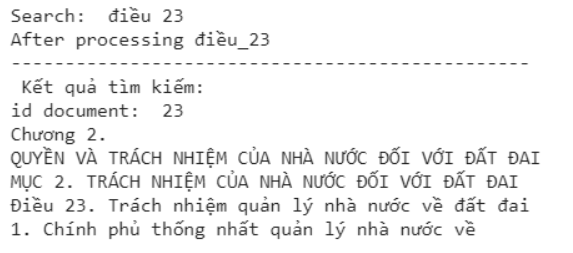 Search:  điều 23
After processing điều_23
-----------------------------------------------
 Kết quả tìm kiếm:
id document:  23
Chương 2.
QUYỀN VÀ TRÁCH NHIỆM CỦA NHÀ NƯỚC ĐỐI VỚI ĐẤT ĐAI
MỤC 2. TRÁCH NHIỆM CỦA NHÀ NƯỚC ĐỐI VỚI ĐẤT ĐAI
Điều 23. Trách nhiệm quản lý nhà nước về đất đai
1. Chính phủ thống nhất quản lý nhà nước về